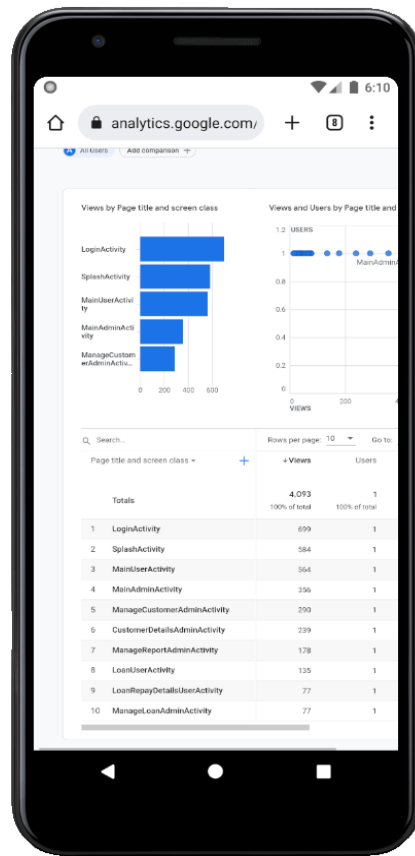 6:10
analytics.google.com/
8
All Users Add comparison +
Views by Page title and screen class
LoginActivity
SplashActivity
MainUserActivi
ty
MainAdminActi
vity
ManageCustom
erAdminActiv...
0 200 400 600
Views and Users by Page title and
1.2 USERS
1
MainAdminA
0.8
0.6
0.4
0.2
0
0 200 4
VIEWS
Search... Rows per page: 10 Go to:
Page title and screen class + ↓Views Users
Totals 4,093 1
100% of total 100% of total
1 LoginActivity 699 1
2 SplashActivity 584 1
3 MainUserActivity 564 1
4 MainAdminActivity 356 1
5 ManageCustomerAdminActivity 290 1
6 CustomerDetailsAdminActivity 239 1
7 ManageReportAdminActivity 178 1
8 LoanUserActivity 135 1
9 LoanRepayDetailsUserActivity 77 1
10 ManageLoanAdminActivity 77 1